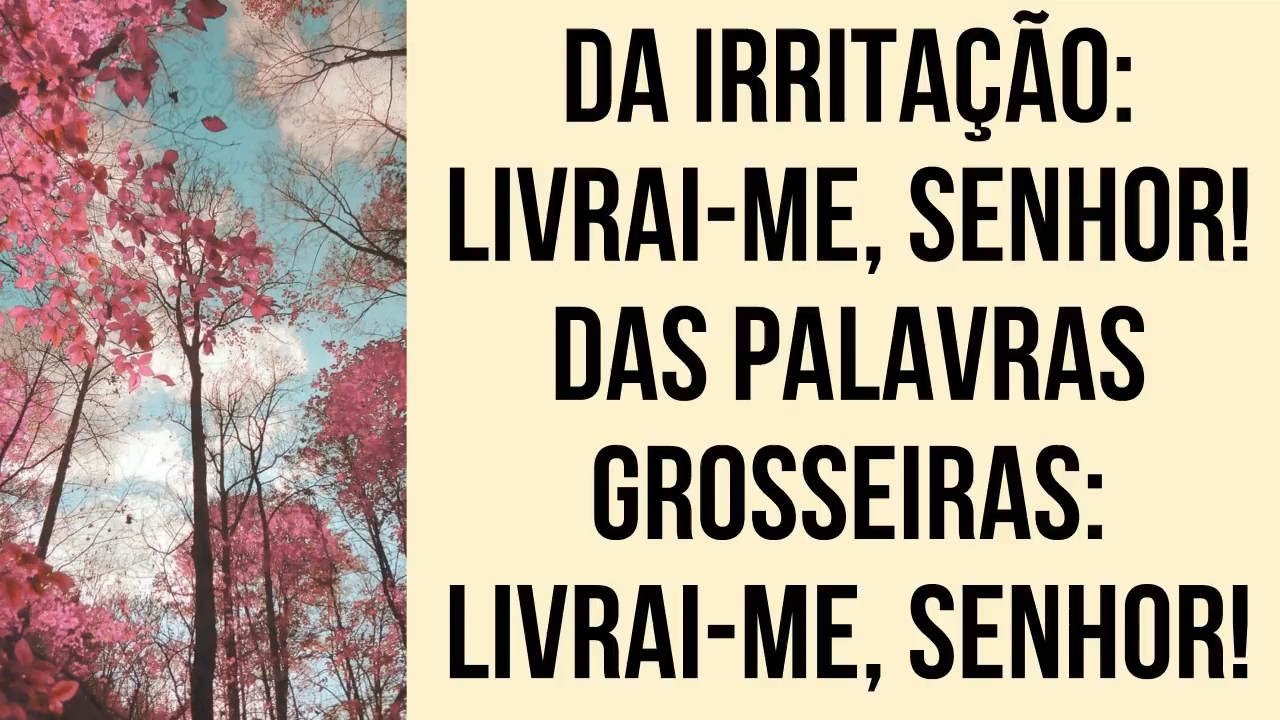 DA IRRITAÇÃO:
LIVRAI-ME, SENHOR!
DAS PALAVRAS
GROSSEIRAS:
LIVRAI-ME, SENHOR!